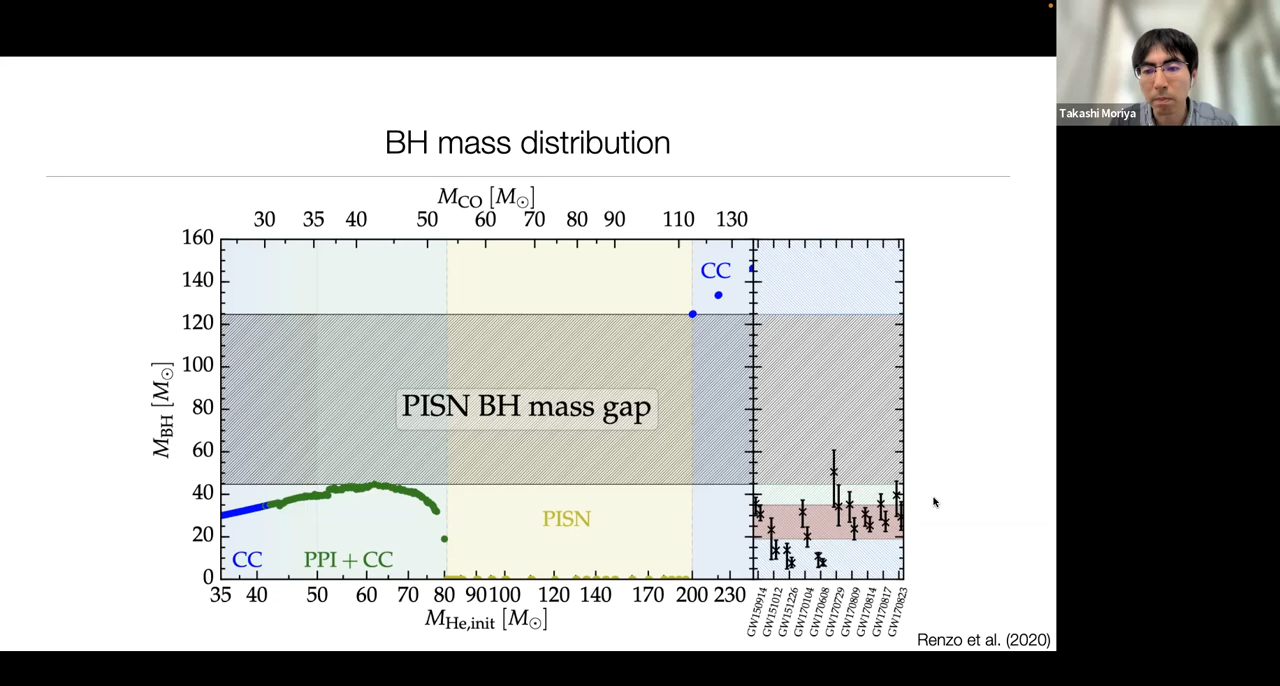 Takashi Moriya
BH mass distribution
M_CO [M_⊙]
30 35 40 50 60 70 80 90 110 130
160
140
120
100
80
60
40
20
0
M_BH [M_⊙]
CC
PISN BH mass gap
PISN
CC
PPI + CC
35 40 50 60 70 80 90 100 120 140 170 200 230
M_He,init [M_⊙]
GW150914
GW151012
GW151226
GW170104
GW170608
GW170729
GW170809
GW170814
GW170817
GW170823
Renzo et al. (2020)